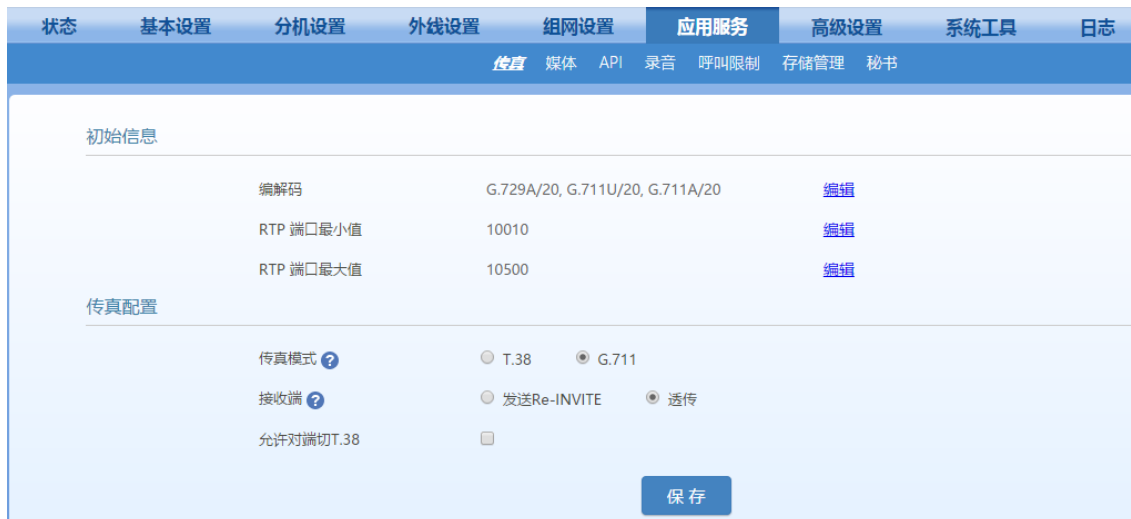 状态 基本设置 分机设置 外线设置 组网设置 应用服务 高级设置 系统工具 日志
传真 媒体 API 录音 呼叫限制 存储管理 秘书
初始信息
编解码 G.729A/20, G.711U/20, G.711A/20 编辑
RTP 端口最小值 10010 编辑
RTP 端口最大值 10500 编辑
传真配置
传真模式 ? T.38 G.711
接收端 ? 发送Re-INVITE 透传
允许对端切T.38
保存